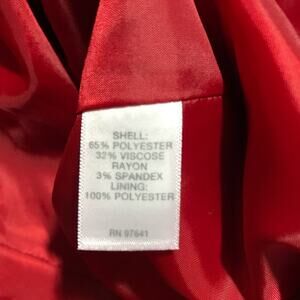 SHELL:
65% POLYESTER
32% VISCOSE
RAYON
3% SPANDEX
LINING:
100% POLYESTER
RN 97641